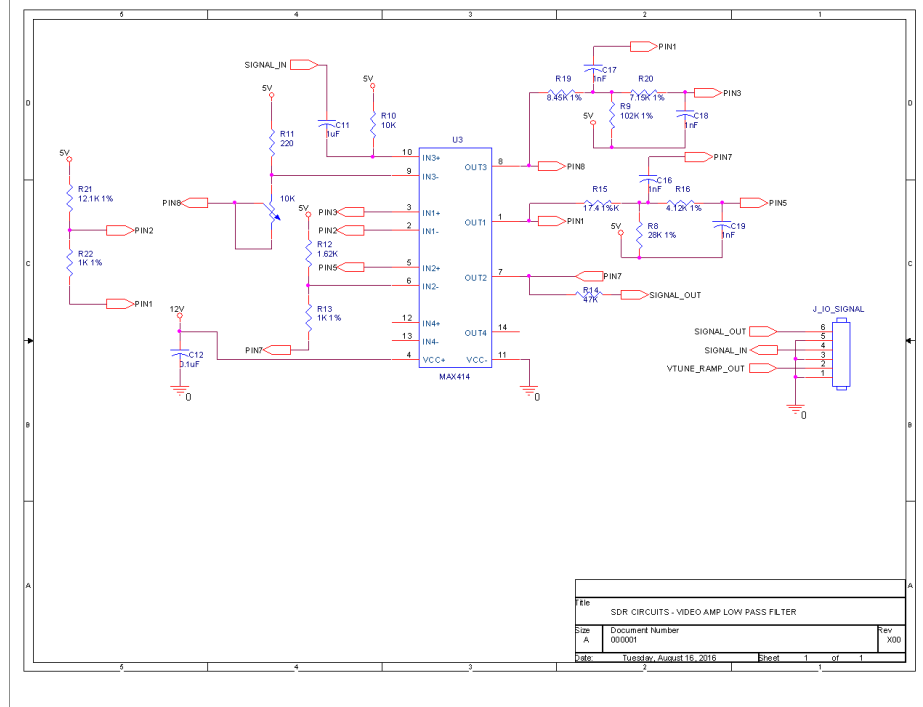 5 4 3 2 1
SIGNAL_IN
PIN1
5V
5V
C17
1nF
R19
8.45K 1%
R20
7.15K 1%
PIN3
D
D
R9
102K 1%
C18
1nF
5V
C11
1uF
R10
10K
R11
220
U3
5V
10 IN3+
9 IN3-
OUT3 8
PIN8
PIN7
C16
1nF
R21
12.1K 1%
PIN8
10K
R15
17.4 1%K
R16
4.12K 1%
PIN5
PIN3
3 IN1+
PIN2
2 IN1-
OUT1 1
PIN1
5V
R8
28K 1%
5V
C19
1nF
PIN2
R12
1.62K
R22
1K 1%
C
C
PIN5
5 IN2+
6 IN2-
OUT2 7
PIN7
R14
47K
SIGNAL_OUT
PIN1
12V
R13
1K 1%
12 IN4+
13 IN4-
OUT4 14
J_IO_SIGNAL
SIGNAL_OUT 6
5
SIGNAL_IN 4
3
VTUNE_RAMP_OUT 2
1
PIN7
C12
0.1uF
4 VCC+
VCC- 11
MAX414
0
0
0
B
B
A
A
Title
SDR CIRCUITS - VIDEO AMP LOW PASS FILTER
Size Document Number Rev
A 000001 X00
Date: Tuesday, August 16, 2016 Sheet 1 of 1
5 4 3 2 1